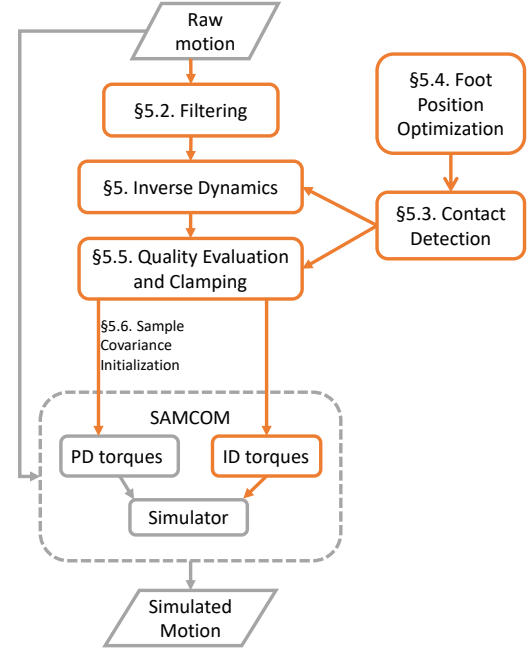 Raw
motion
§5.2. Filtering
§5.4. Foot
Position
Optimization
§5. Inverse Dynamics
§5.3. Contact
Detection
§5.5. Quality Evaluation
and Clamping
§5.6. Sample
Covariance
Initialization
SAMCOM
PD torques
ID torques
Simulator
Simulated
Motion